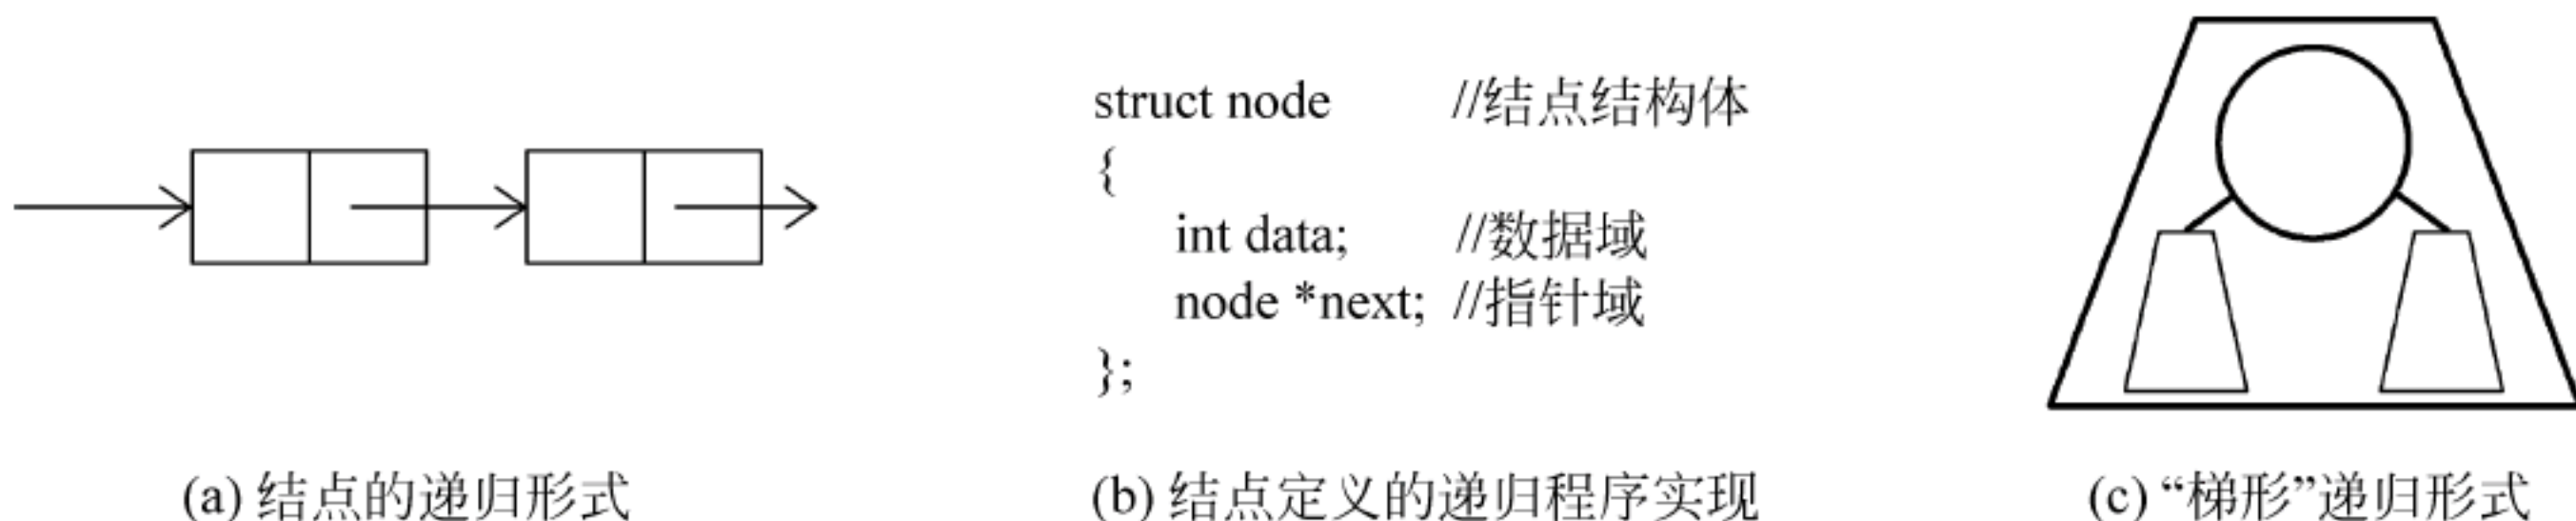 struct node //结点结构体
{
int data; //数据域
node *next; //指针域
};
(a) 结点的递归形式
(b) 结点定义的递归程序实现
(c) “梯形”递归形式